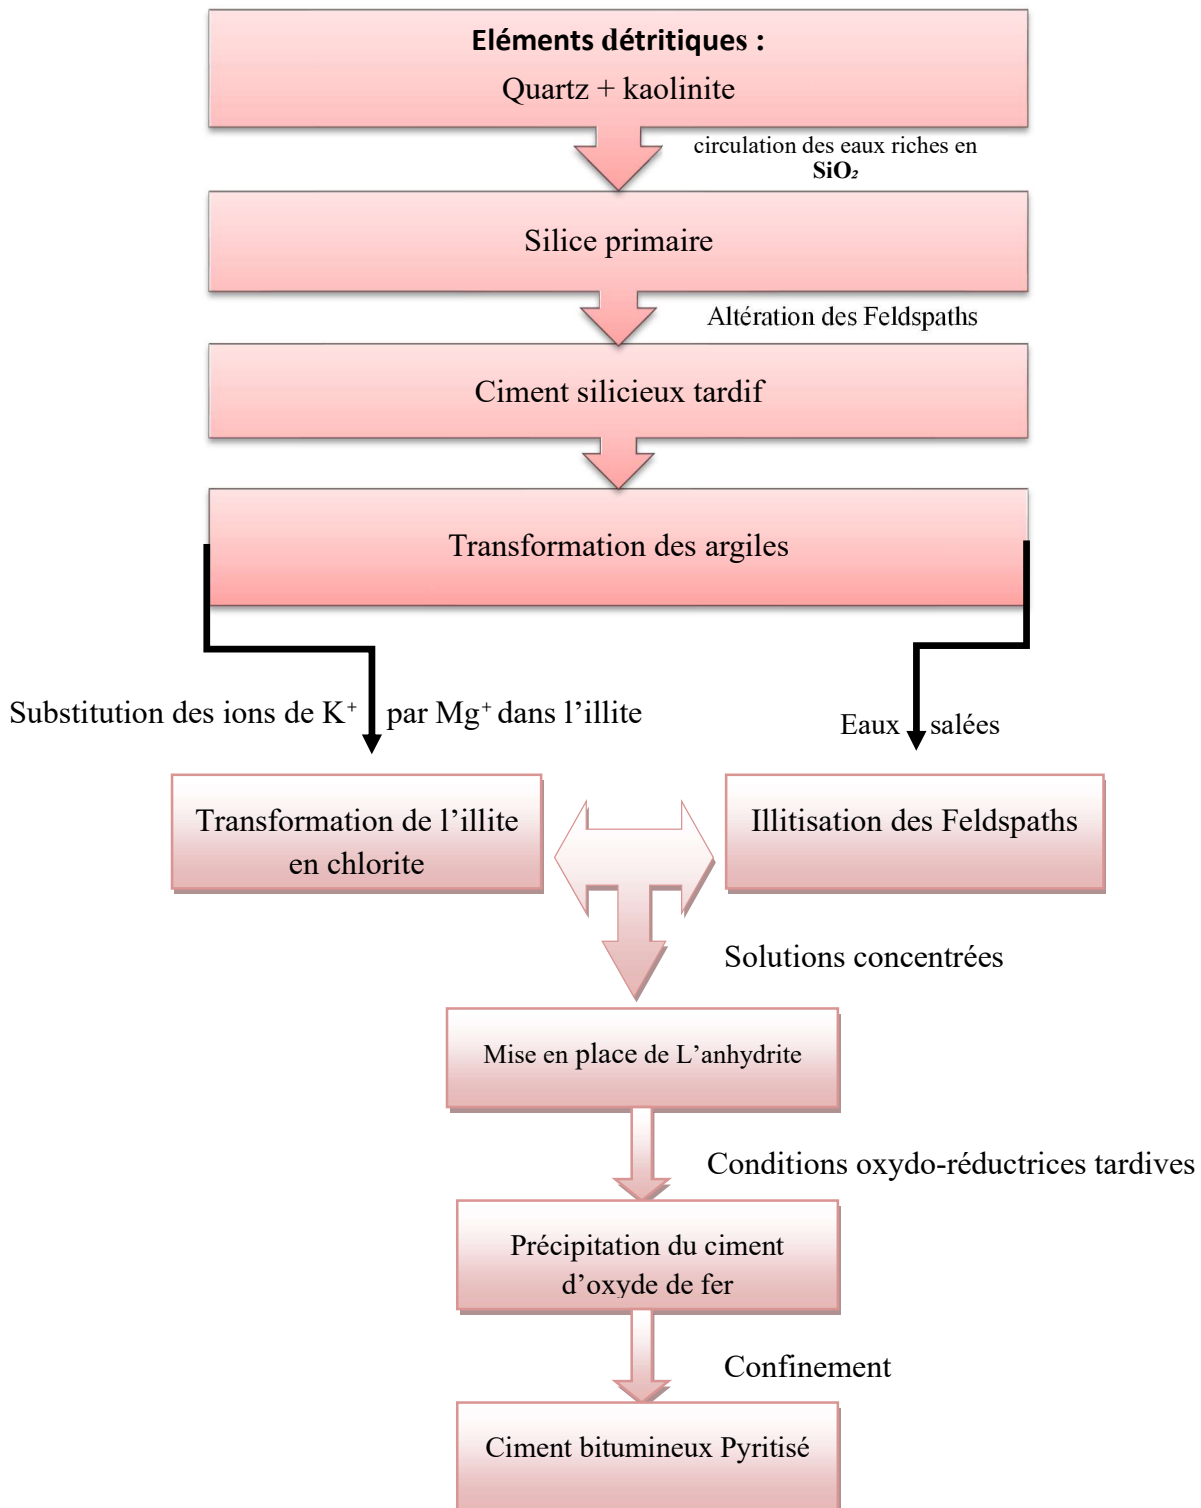 Eléments détritiques :
Quartz + kaolinite
circulation des eaux riches en
SiO₂
Silice primaire
Altération des Feldspaths
Ciment silicieux tardif
Transformation des argiles
Substitution des ions de K⁺ par Mg⁺ dans l’illite
Eaux salées
Transformation de l’illite
en chlorite
Illitisation des Feldspaths
Solutions concentrées
Mise en place de L’anhydrite
Conditions oxydo-réductrices tardives
Précipitation du ciment
d’oxyde de fer
Confinement
Ciment bitumineux Pyritisé